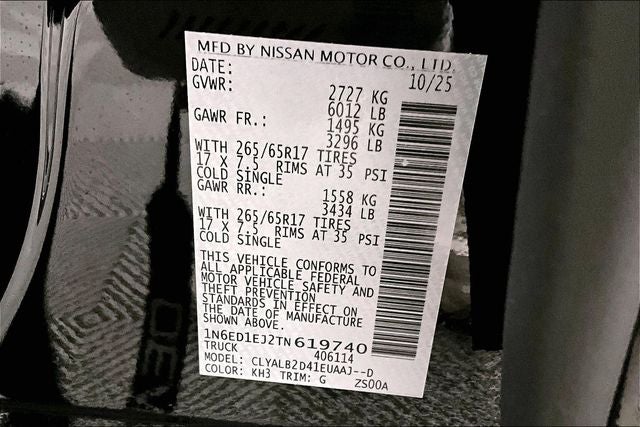 MFD BY NISSAN MOTOR CO., LTD.
DATE: 10/25
GVWR: 2727 KG
6012 LB
GAWR FR.: 1495 KG
3296 LB
WITH 265/65R17 TIRES
17 X 7.5 RIMS AT 35 PSI
COLD SINGLE
GAWR RR.: 1558 KG
3434 LB
WITH 265/65R17 TIRES
17 X 7.5 RIMS AT 35 PSI
COLD SINGLE
THIS VEHICLE CONFORMS TO
ALL APPLICABLE FEDERAL
MOTOR VEHICLE SAFETY AND
THEFT PREVENTION
STANDARDS IN EFFECT ON
THE DATE OF MANUFACTURE
SHOWN ABOVE.
1N6ED1EJ2TN619740
TRUCK 406114
MODEL: CLYALB2D41EUAAJ--D
COLOR: KH3 TRIM: G ZS00A